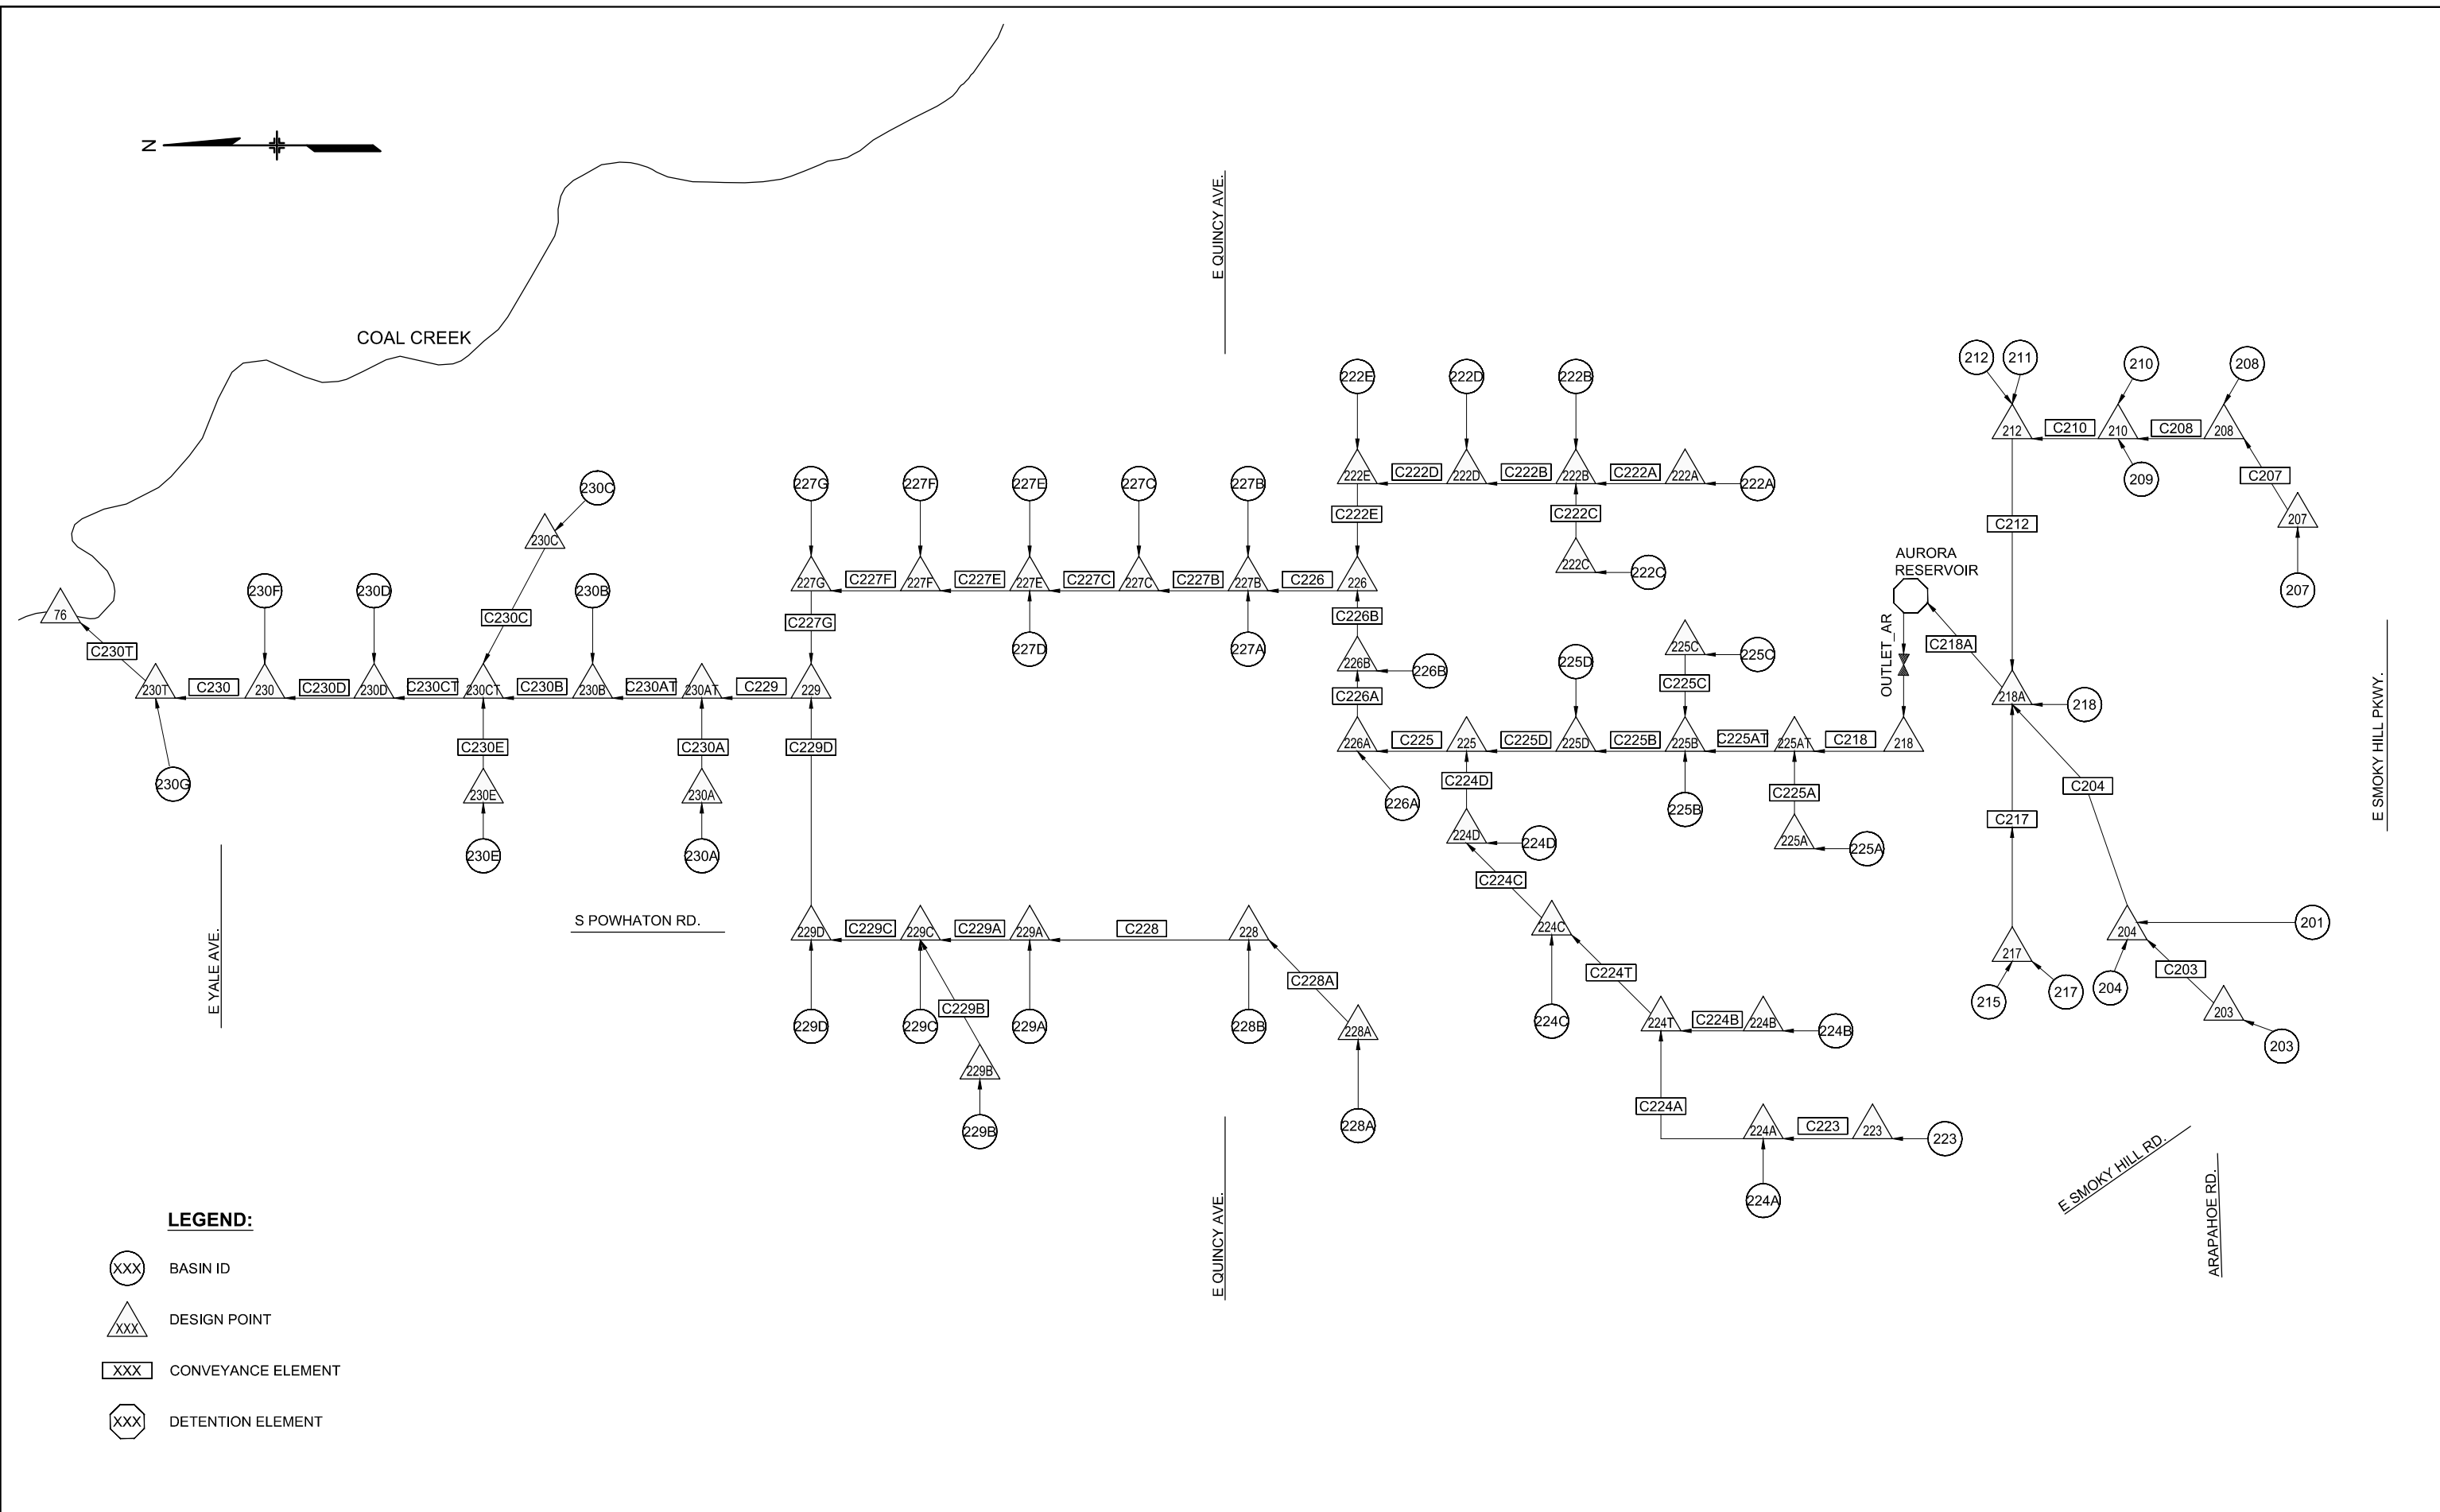 N
COAL CREEK
E QUINCY AVE.
212
211
210
208
222E
222D
222B
212
C210
210
C208
208
222E
C222D
222D
C222B
222B
C222A
222A
222A
C207
209
230C
227G
227F
227E
227C
227B
C222E
C222C
C212
207
230C
AURORA
RESERVOIR
222C
222C
227G
C227F
227F
C227E
227E
C227C
227C
C227B
227B
C226
226
207
230F
230D
230B
76
C230C
C227G
C226B
OUTLET_AR
C218A
227D
227A
226B
226B
225D
225C
225C
C230T
C225C
230T
C230
230
C230D
230D
C230CT
230CT
C230B
230B
C230AT
230AT
C229
229
C226A
218A
218
E SMOKY HILL PKWY.
C230E
C230A
C229D
226A
C225
225
C225D
225D
C225B
225B
C225AT
225AT
C218
218
230G
230E
230A
226A
C224D
225B
C225A
C204
C217
230E
230A
224D
224D
225A
225A
C224C
S POWHATON RD.
E YALE AVE.
229D
C229C
229C
C229A
229A
C228
228
224C
204
201
217
C203
C228A
C224T
215
217
204
203
203
229D
229C
C229B
229A
228B
228A
224C
224T
C224B
224B
224B
229B
229B
228A
C224A
224A
C223
223
223
224A
E QUINCY AVE.
E SMOKY HILL RD.
ARAPAHOE RD.
LEGEND:
XXX BASIN ID
XXX DESIGN POINT
XXX CONVEYANCE ELEMENT
XXX DETENTION ELEMENT